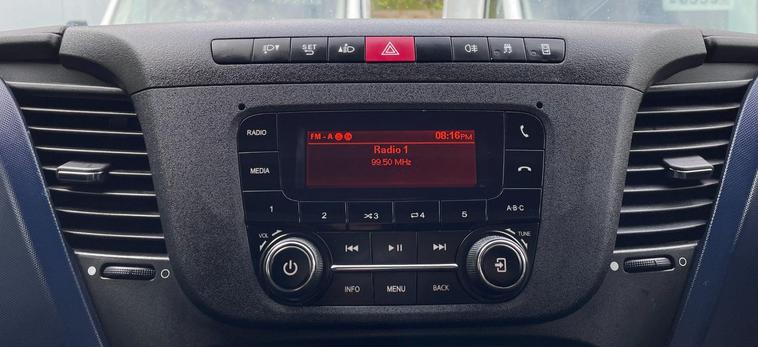 SET
RADIO
MEDIA
FM - A
08:16PM
Radio 1
99.50 MHz
1
2
3
4
5
A·B·C
VOL
TUNE
INFO
MENU
BACK